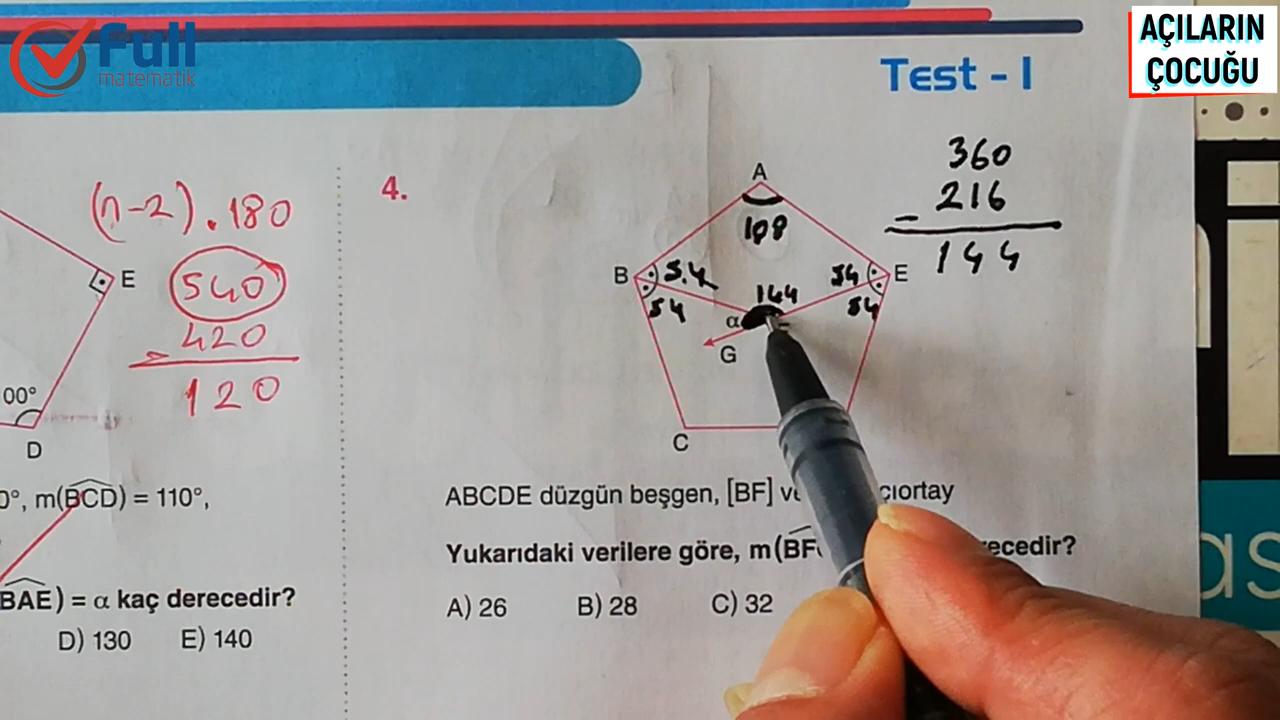 Full
matematik
AÇILARIN
ÇOCUĞU
Test - I
(n-2).180
540
420
120
E
00°
D
0°, m(BCD) = 110°,
BAE) = α kaç derecedir?
D) 130 E) 140
4.
A
108
B
54
54
54
54
E
144
α
G
C
360
- 216
144
ABCDE düzgün beşgen, [BF]
Yukarıdaki verilere göre,
A) 26 B) 28 C) 32